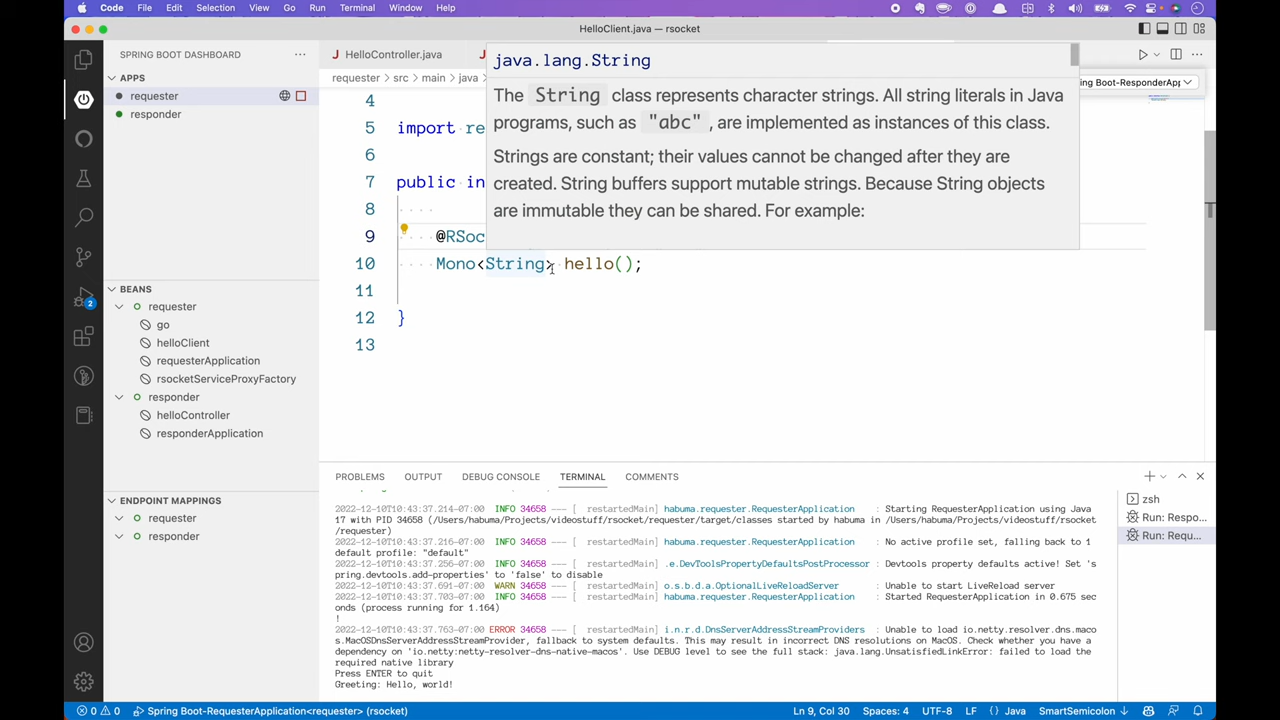 Code File Edit Selection View Go Run Terminal Window Help
HelloClient.java — rsocket
SPRING BOOT DASHBOARD
APPS
requester
responder
BEANS
requester
go
helloClient
requesterApplication
rsocketServiceProxyFactory
responder
helloController
responderApplication
ENDPOINT MAPPINGS
requester
responder
HelloController.java
requester > src > main > java >
ng Boot-ResponderAp
java.lang.String
The String class represents character strings. All string literals in Java
programs, such as "abc" , are implemented as instances of this class.
Strings are constant; their values cannot be changed after they are
created. String buffers support mutable strings. Because String objects
are immutable they can be shared. For example:
4
5 import re
6
7 public in
8
9 @RSoc
10 Mono<String> hello();
11
12 }
13
2
PROBLEMS OUTPUT DEBUG CONSOLE TERMINAL COMMENTS
2022-12-10T10:43:37.214-07:00 INFO 34658 --- [ restartedMain] habuma.requester.RequesterApplication : Starting RequesterApplication using Java
17 with PID 34658 (/Users/habuma/Projects/videostuff/rsocket/requester/target/classes started by habuma in /Users/habuma/Projects/videostuff/rsocket
/requester)
2022-12-10T10:43:37.216-07:00 INFO 34658 --- [ restartedMain] habuma.requester.RequesterApplication : No active profile set, falling back to 1
default profile: "default"
2022-12-10T10:43:37.256-07:00 INFO 34658 --- [ restartedMain] .e.DevToolsPropertyDefaultsPostProcessor : Devtools property defaults active! Set 's
pring.devtools.add-properties' to 'false' to disable
2022-12-10T10:43:37.691-07:00 WARN 34658 --- [ restartedMain] o.s.b.d.a.OptionalLiveReloadServer : Unable to start LiveReload server
2022-12-10T10:43:37.703-07:00 INFO 34658 --- [ restartedMain] habuma.requester.RequesterApplication : Started RequesterApplication in 0.675 sec
onds (process running for 1.164)
!
2022-12-10T10:43:37.763-07:00 ERROR 34658 --- [ restartedMain] i.n.r.d.DnsServerAddressStreamProviders : Unable to load io.netty.resolver.dns.maco
s.MacOSDnsServerAddressStreamProvider, fallback to system defaults. This may result in incorrect DNS resolutions on MacOS. Check whether you have a
dependency on 'io.netty:netty-resolver-dns-native-macos'. Use DEBUG level to see the full stack: java.lang.UnsatisfiedLinkError: failed to load the
required native library
Press ENTER to quit
Greeting: Hello, world!
zsh
Run: Respo...
Run: Requ...
0 0 Spring Boot-RequesterApplication<requester> (rsocket) Ln 9, Col 30 Spaces: 4 UTF-8 LF {} Java SmartSemicolon